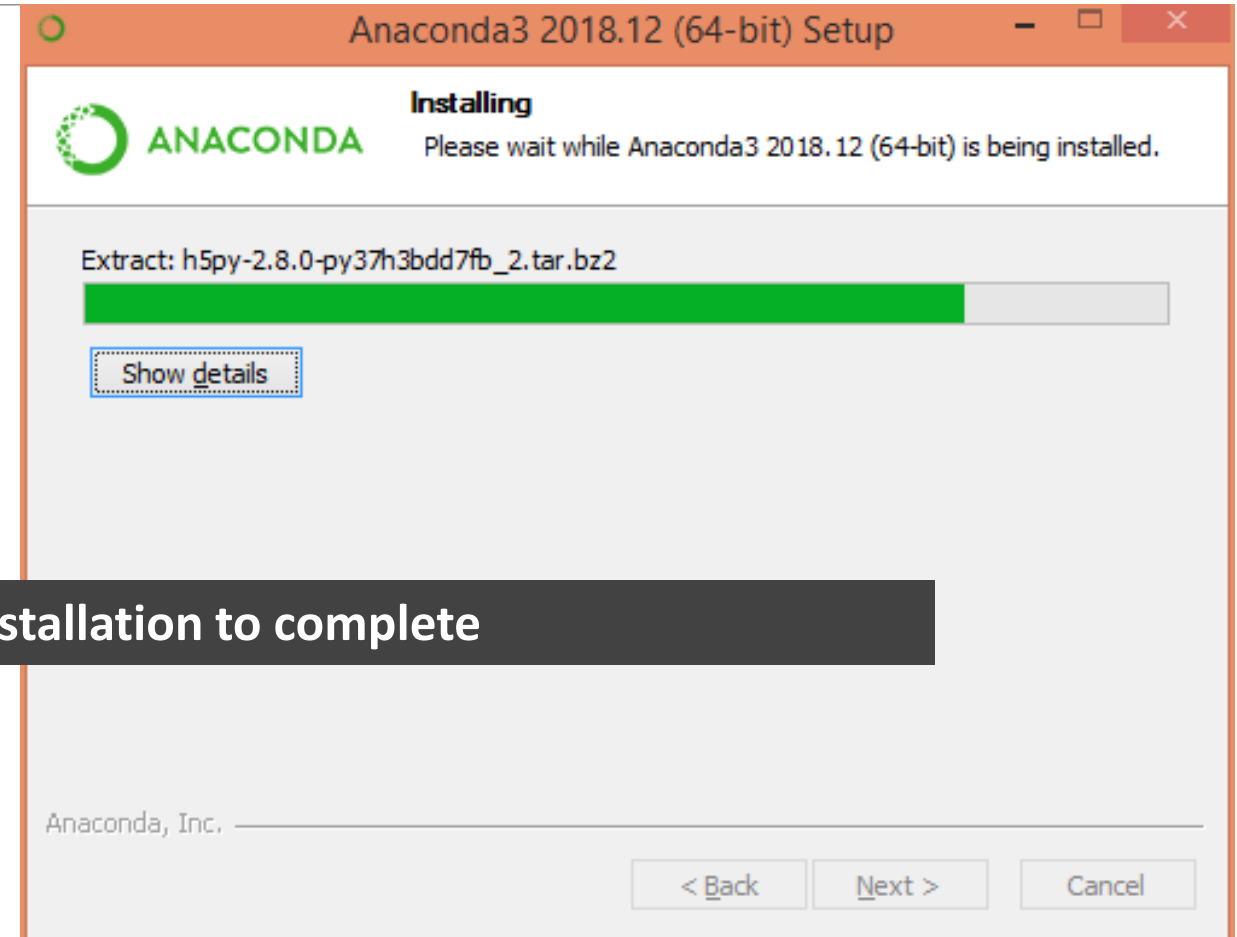 Anaconda3 2018.12 (64-bit) Setup
ANACONDA
Installing
Please wait while Anaconda3 2018.12 (64-bit) is being installed.
Extract: h5py-2.8.0-py37h3bdd7fb_2.tar.bz2
Show details
stallation to complete
Anaconda, Inc.
< Back Next > Cancel